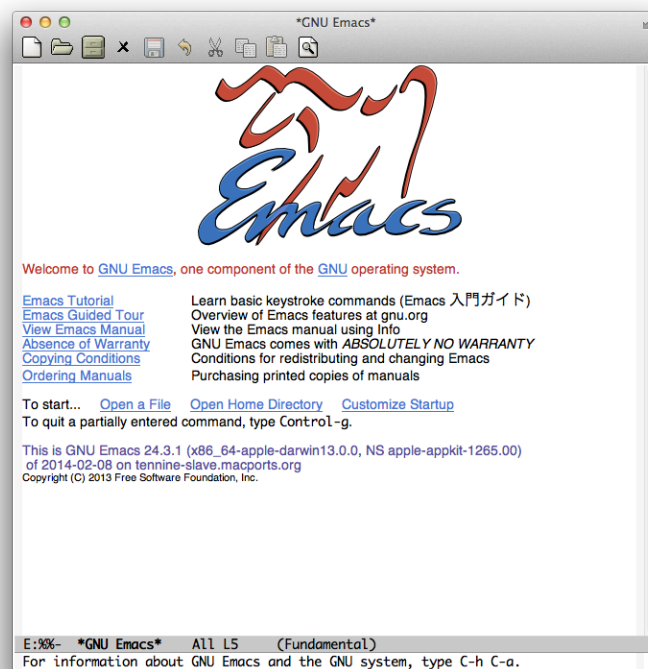 *GNU Emacs*
Emacs
Welcome to GNU Emacs, one component of the GNU operating system.
Emacs Tutorial Learn basic keystroke commands (Emacs 入門ガイド)
Emacs Guided Tour Overview of Emacs features at gnu.org
View Emacs Manual View the Emacs manual using Info
Absence of Warranty GNU Emacs comes with ABSOLUTELY NO WARRANTY
Copying Conditions Conditions for redistributing and changing Emacs
Ordering Manuals Purchasing printed copies of manuals
To start... Open a File Open Home Directory Customize Startup
To quit a partially entered command, type Control-g.
This is GNU Emacs 24.3.1 (x86_64-apple-darwin13.0.0, NS apple-appkit-1265.00)
of 2014-02-08 on tennine-slave.macports.org
Copyright (C) 2013 Free Software Foundation, Inc.
E:%%- *GNU Emacs* All L5 (Fundamental)
For information about GNU Emacs and the GNU system, type C-h C-a.